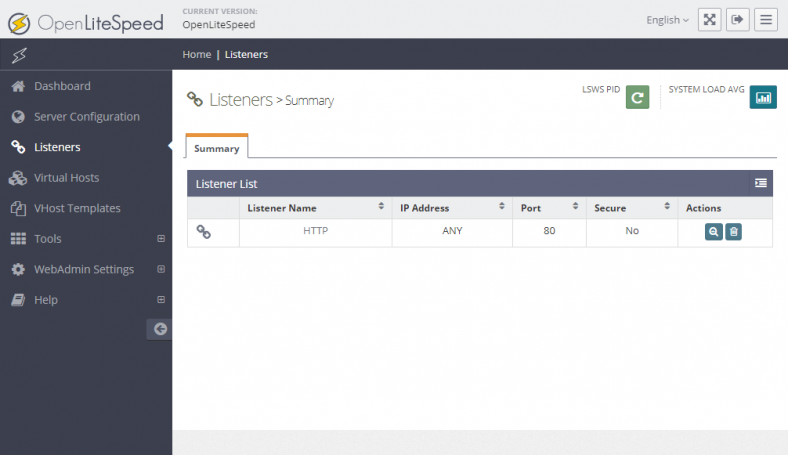 OpenLiteSpeed
CURRENT VERSION:
OpenLiteSpeed
English
Home | Listeners
Dashboard
Server Configuration
Listeners
Virtual Hosts
VHost Templates
Tools
WebAdmin Settings
Help
Listeners > Summary
LSWS PID
SYSTEM LOAD AVG
Summary
Listener List
Listener Name IP Address Port Secure Actions
HTTP ANY 80 No